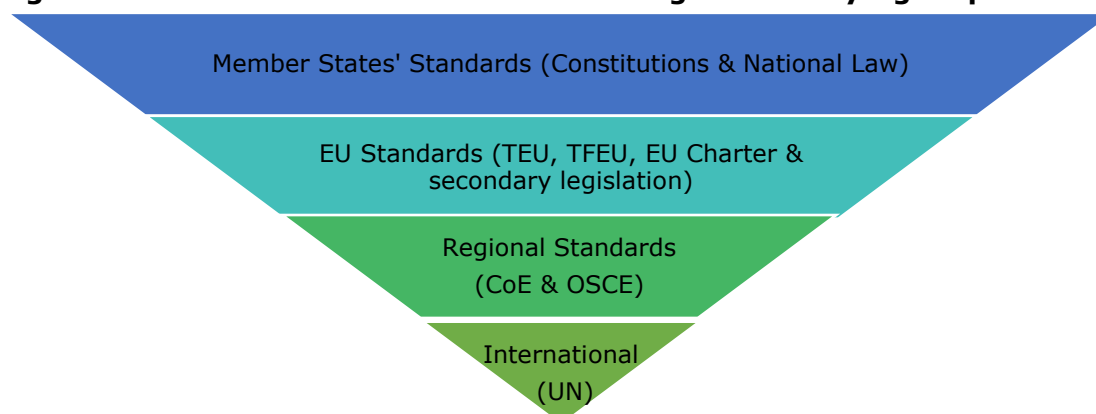 Member States' Standards (Constitutions & National Law)
EU Standards (TEU, TFEU, EU Charter &
secondary legislation)
Regional Standards
(CoE & OSCE)
International
(UN)